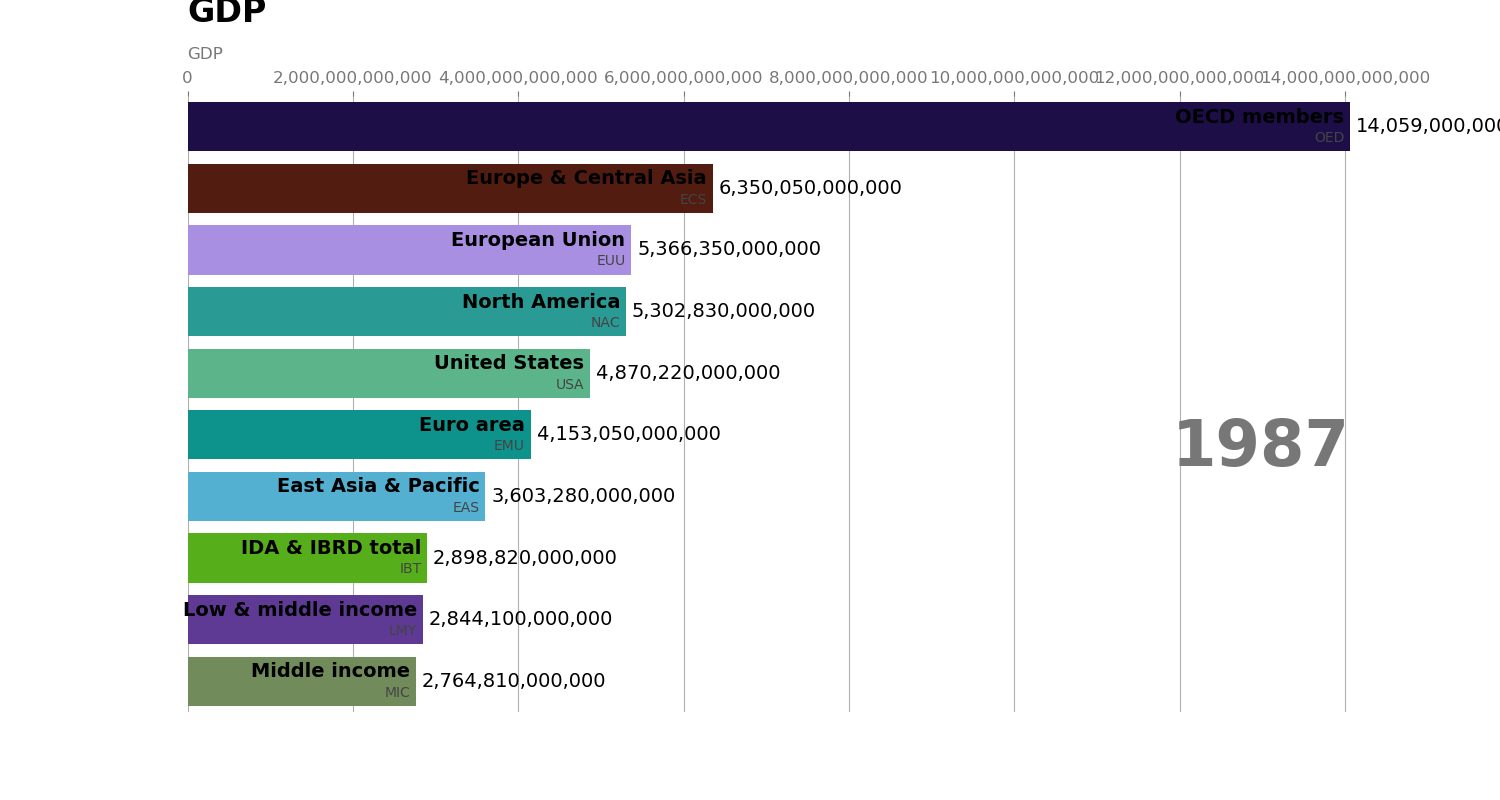 GDP
GDP
0 2,000,000,000,000 4,000,000,000,000 6,000,000,000,000 8,000,000,000,000 10,000,000,000,000 12,000,000,000,000 14,000,000,000,000
OECD members
OED
14,059,000,000
Europe & Central Asia
ECS
6,350,050,000,000
European Union
EUU
5,366,350,000,000
North America
NAC
5,302,830,000,000
United States
USA
4,870,220,000,000
Euro area
EMU
4,153,050,000,000
1987
East Asia & Pacific
EAS
3,603,280,000,000
IDA & IBRD total
IBT
2,898,820,000,000
Low & middle income
LMY
2,844,100,000,000
Middle income
MIC
2,764,810,000,000